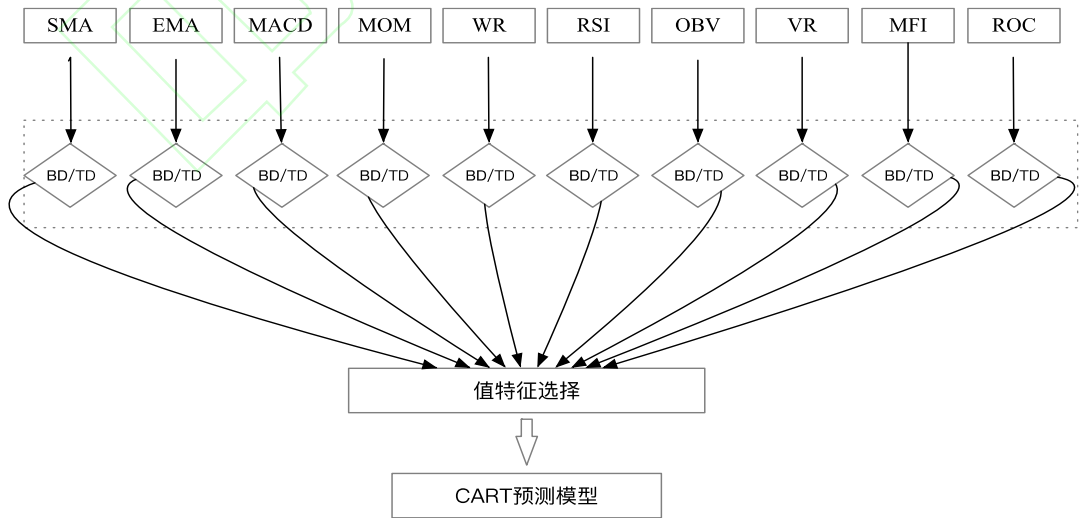 SMA EMA MACD MOM WR RSI OBV VR MFI ROC
BD/TD BD/TD BD/TD BD/TD BD/TD BD/TD BD/TD BD/TD BD/TD BD/TD
值特征选择
CART预测模型